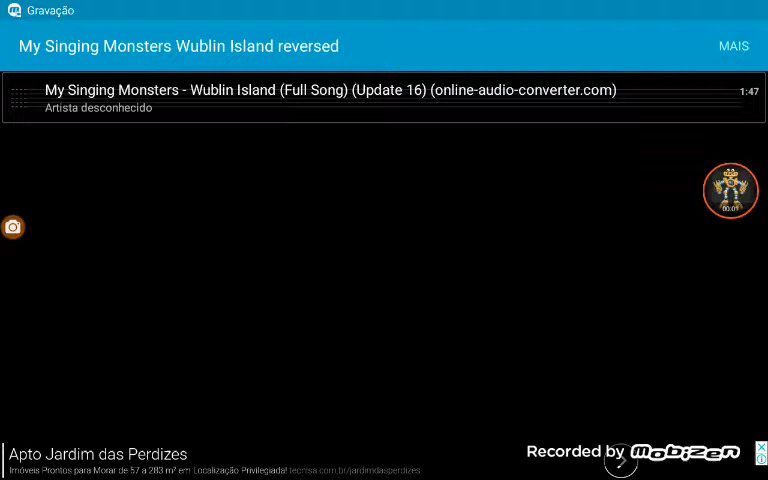 Gravação
My Singing Monsters Wublin Island reversed
MAIS
My Singing Monsters - Wublin Island (Full Song) (Update 16) (online-audio-converter.com)
1:47
Artista desconhecido
00:01
Apto Jardim das Perdizes
Imóveis Prontos para Morar de 57 a 283 m² em Localização Privilegiada! tecnisa.com.br/jardimdasperdizes
Recorded by Mobizen